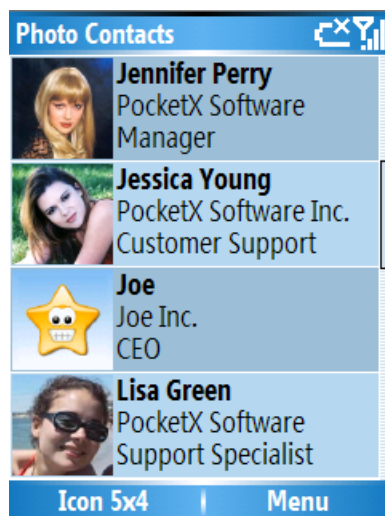 Photo Contacts
Jennifer Perry
PocketX Software
Manager
Jessica Young
PocketX Software Inc.
Customer Support
Joe
Joe Inc.
CEO
Lisa Green
PocketX Software
Support Specialist
Icon 5x4
Menu